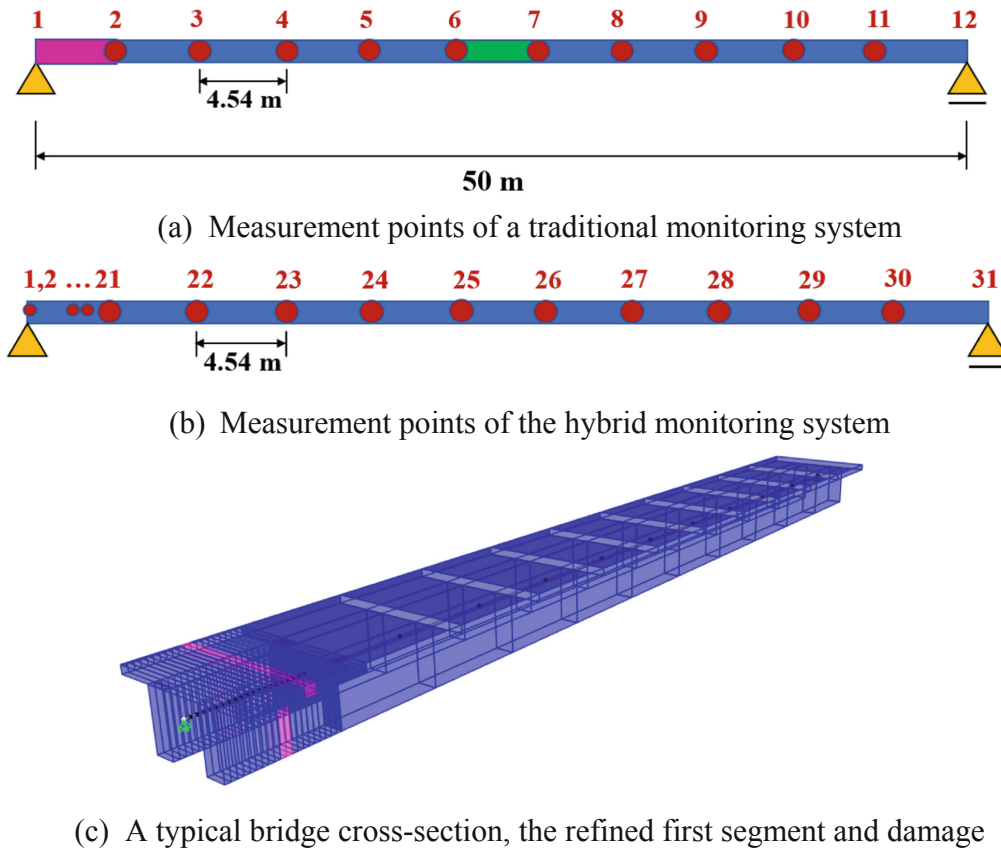 1 2 3 4 5 6 7 8 9 10 11 12
4.54 m
50 m
(a) Measurement points of a traditional monitoring system
1,2 ... 21 22 23 24 25 26 27 28 29 30 31
4.54 m
(b) Measurement points of the hybrid monitoring system
(c) A typical bridge cross-section, the refined first segment and damage